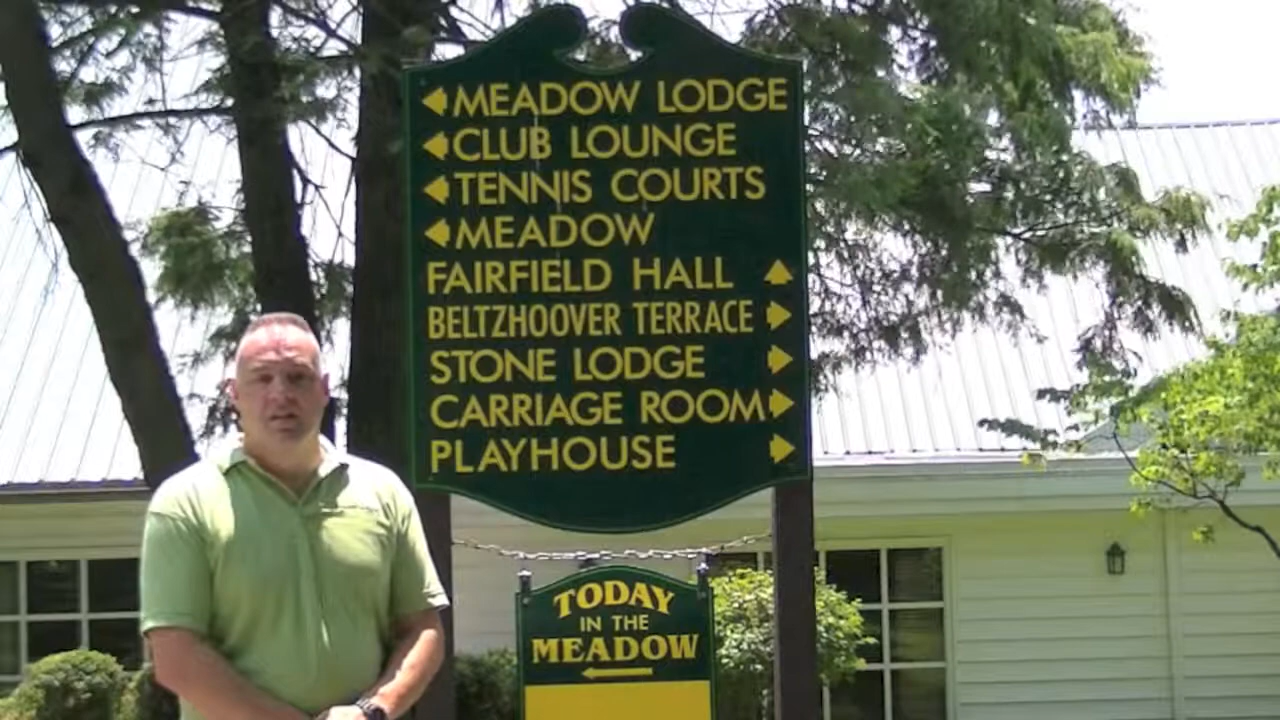 MEADOW LODGE
CLUB LOUNGE
TENNIS COURTS
MEADOW
FAIRFIELD HALL
BELTZHOOVER TERRACE
STONE LODGE
CARRIAGE ROOM
PLAYHOUSE
TODAY
IN THE
MEADOW